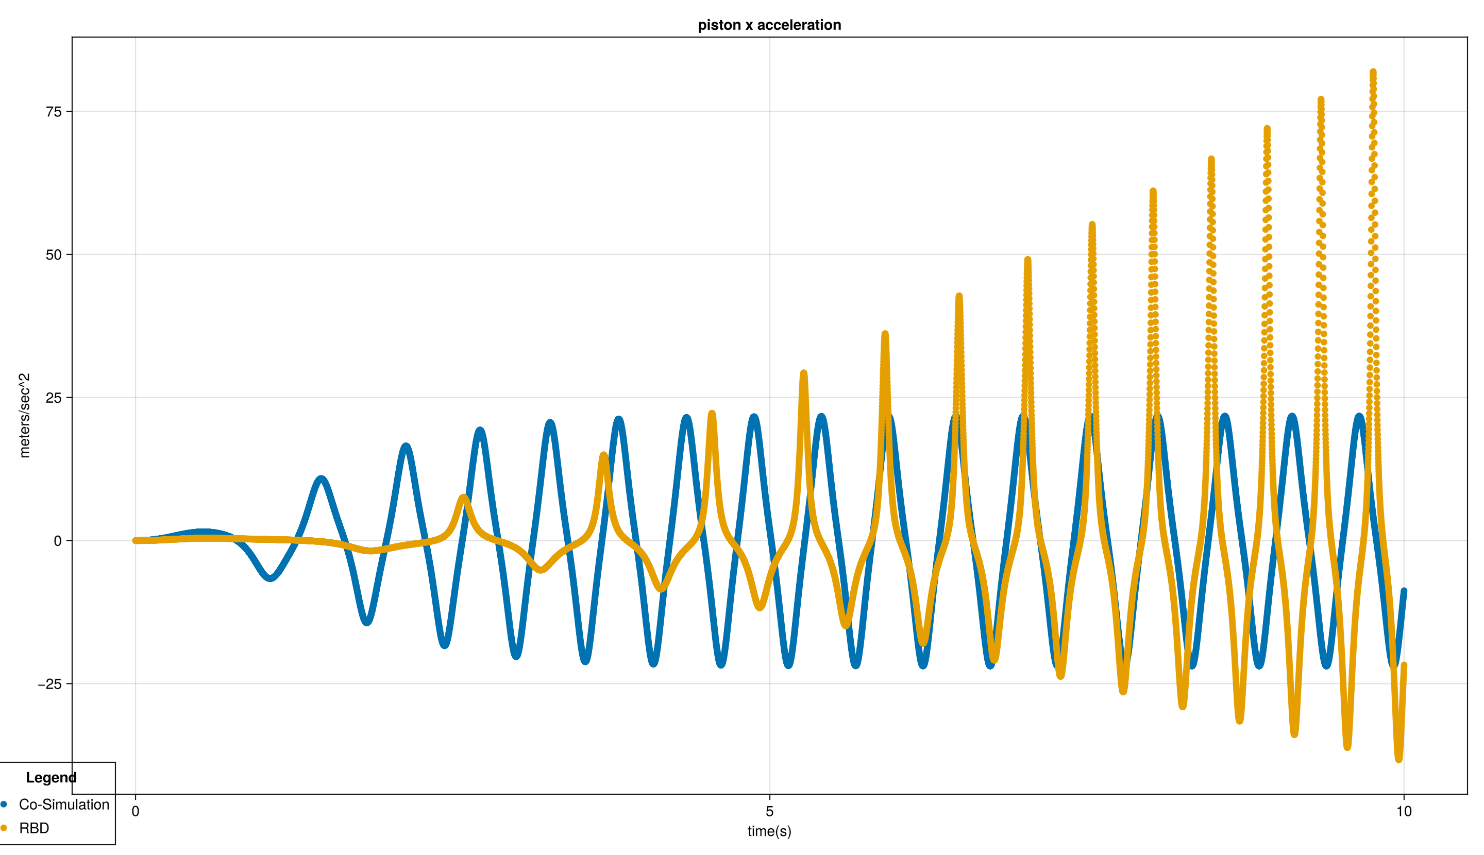 piston x acceleration
75
50
25
0
−25
meters/sec^2
0
5
10
time(s)
Legend
Co-Simulation
RBD